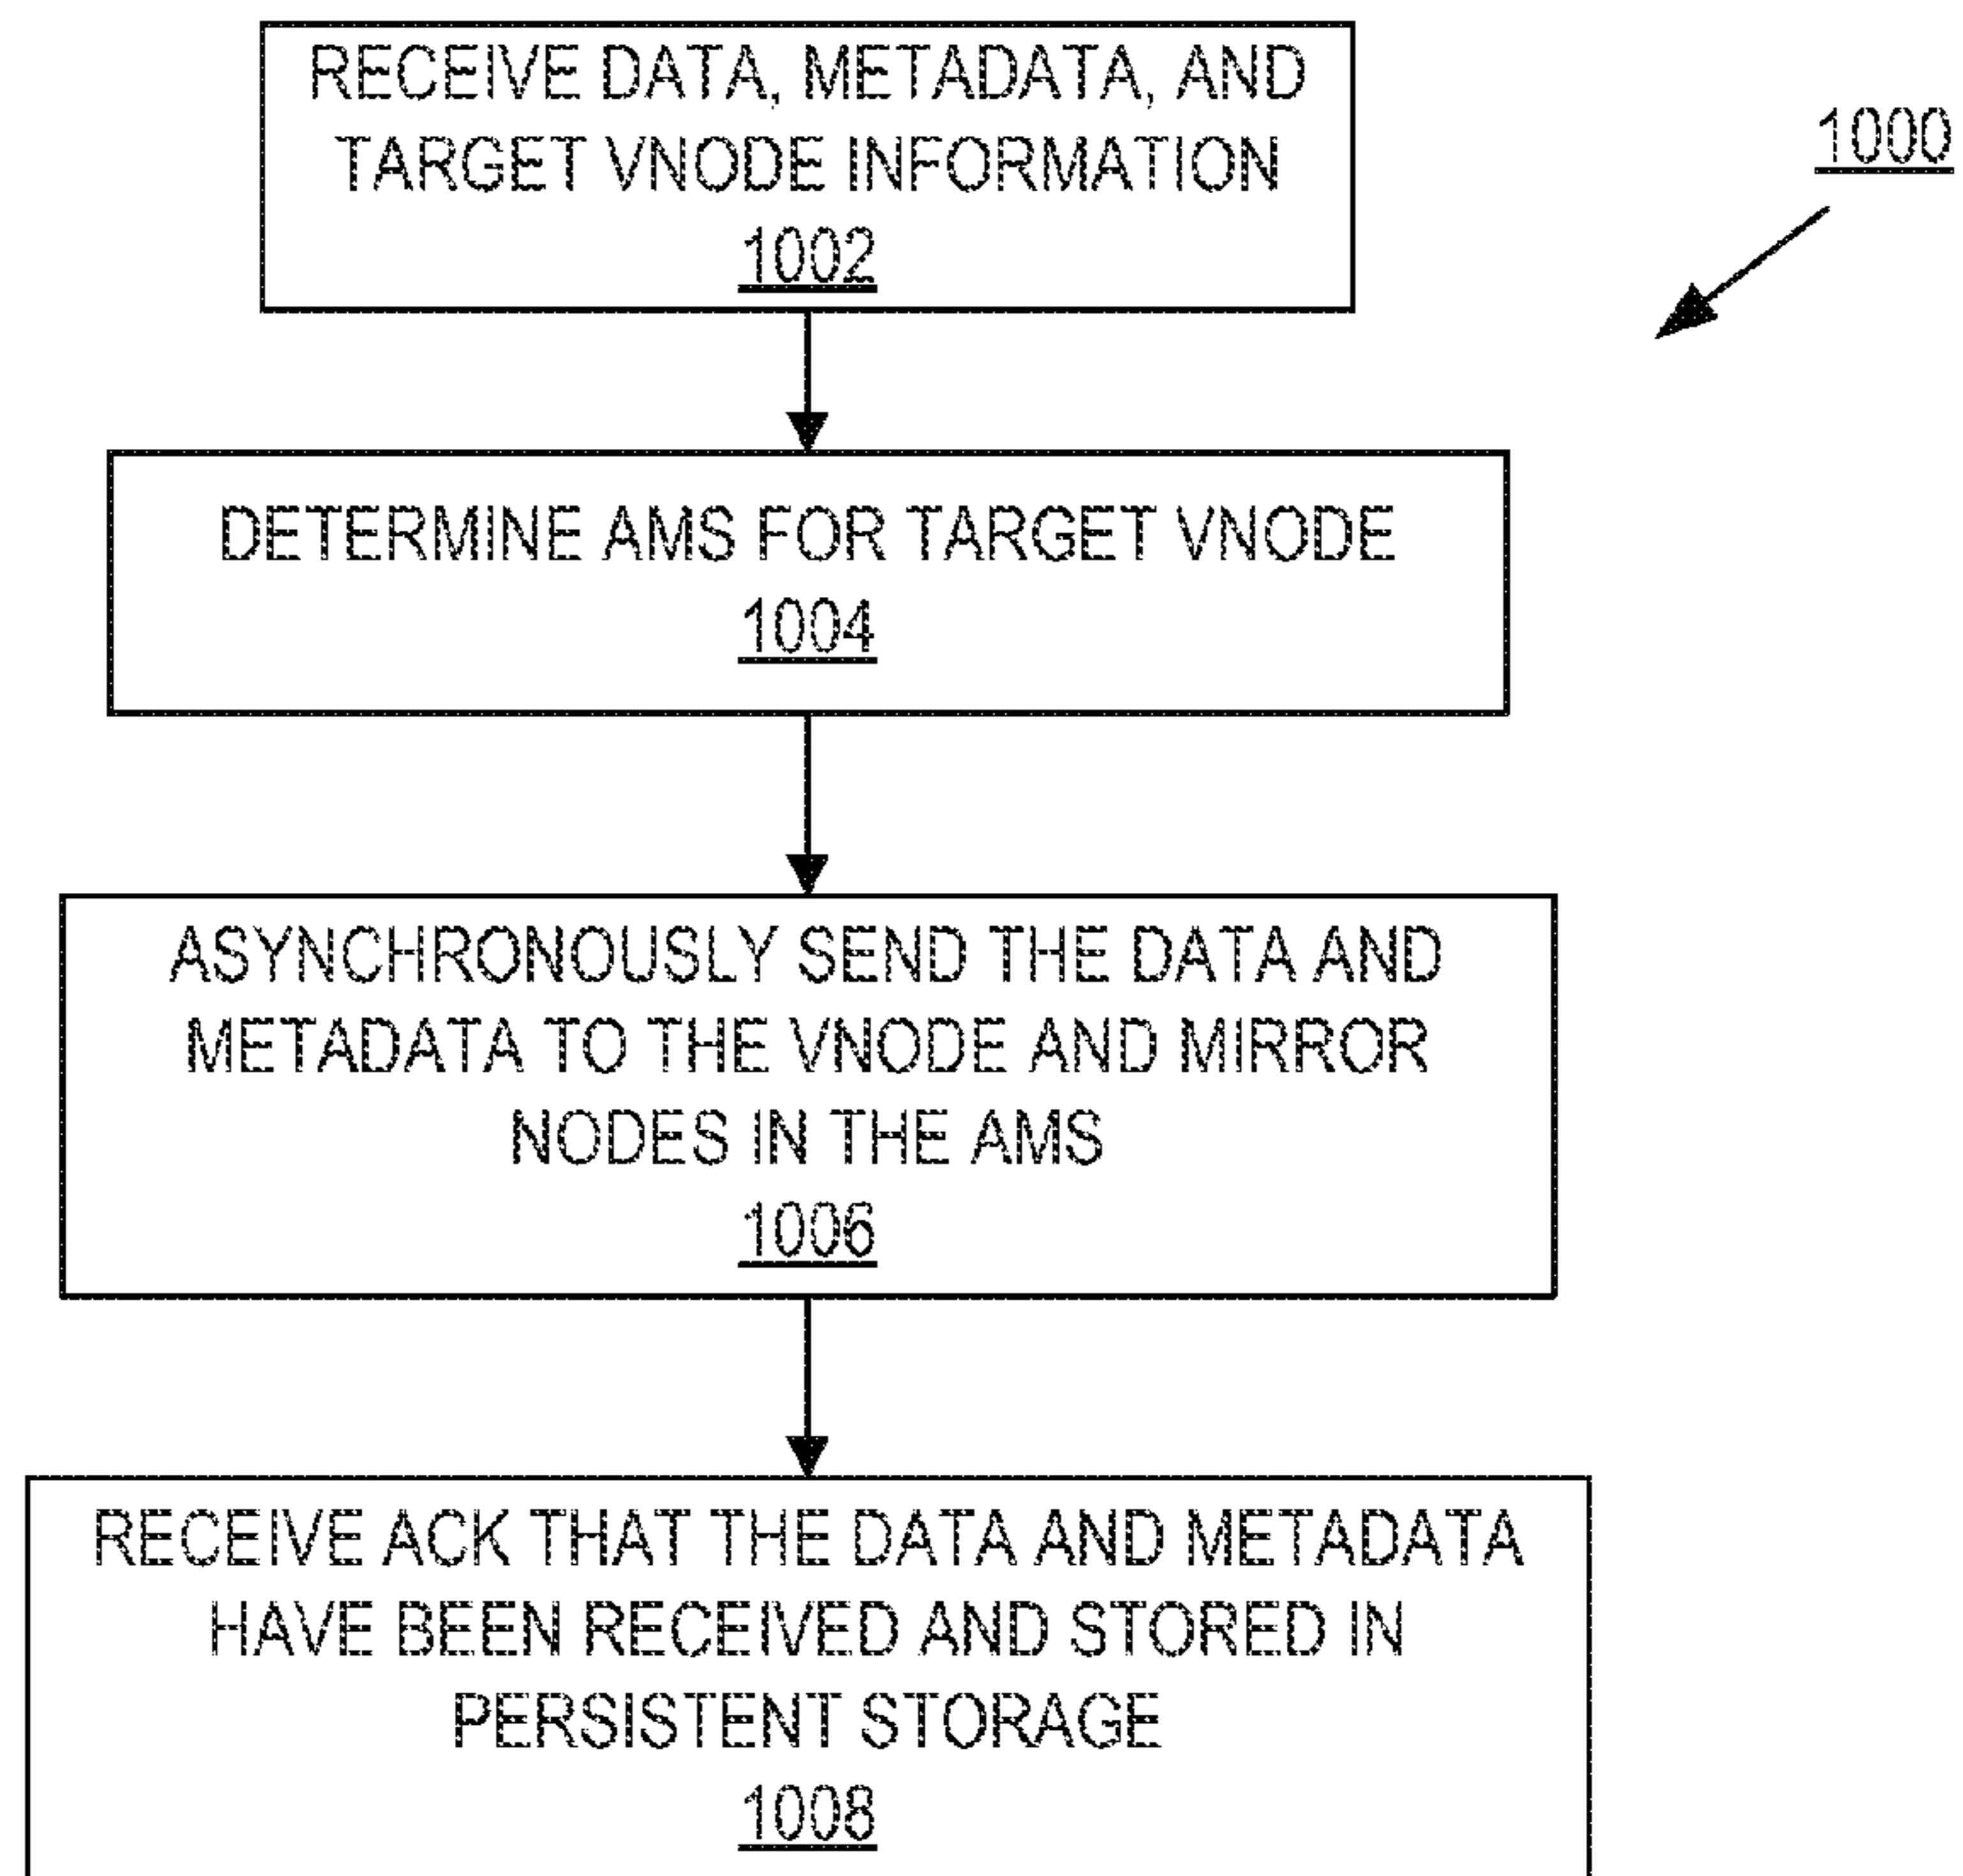 RECEIVE DATA, METADATA, AND
TARGET VNODE INFORMATION
1002
1000
DETERMINE AMS FOR TARGET VNODE
1004
ASYNCHRONOUSLY SEND THE DATA AND
METADATA TO THE VNODE AND MIRROR
NODES IN THE AMS
1006
RECEIVE ACK THAT THE DATA AND METADATA
HAVE BEEN RECEIVED AND STORED IN
PERSISTENT STORAGE
1008